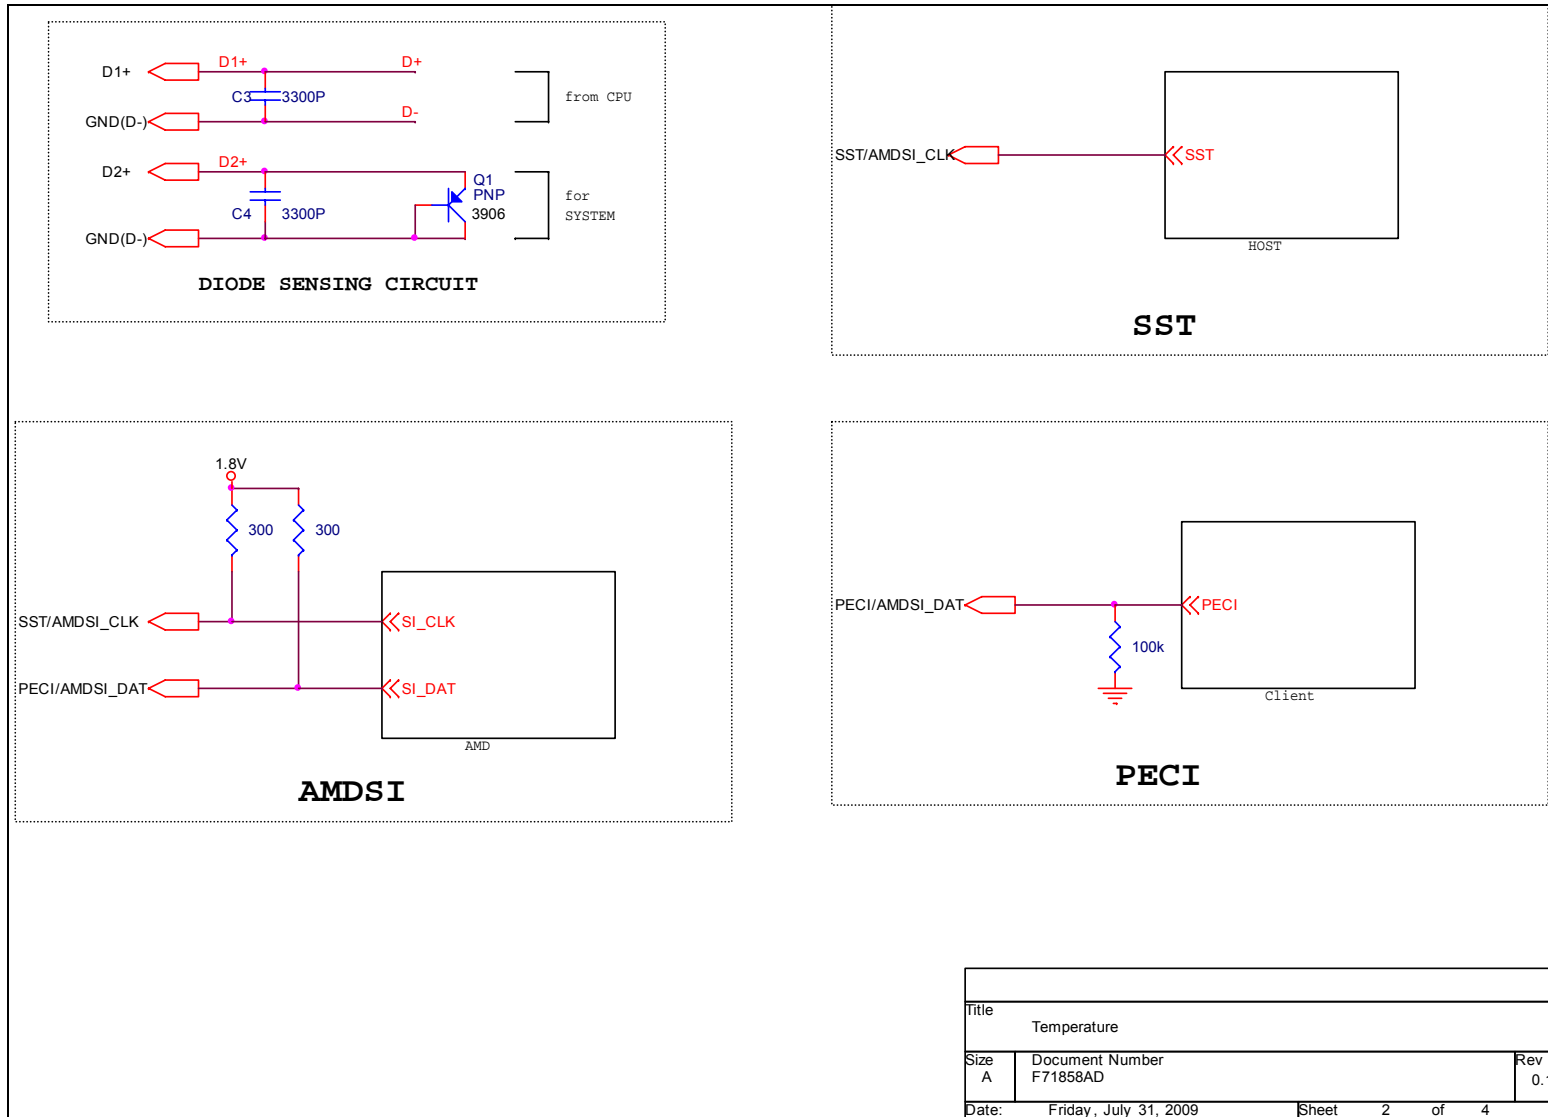 D1+
D1+
D+
C3
3300P
from CPU
GND(D-)
D-
D2+
D2+
Q1
PNP
3906
for
SYSTEM
C4
3300P
GND(D-)
DIODE SENSING CIRCUIT
SST/AMDSI_CLK
SST
HOST
SST
1.8V
300
300
SST/AMDSI_CLK
SI_CLK
PECI/AMDSI_DAT
SI_DAT
AMD
AMDSI
PECI/AMDSI_DAT
PECI
100k
Client
PECI
Title
Temperature
Size
A
Document Number
F71858AD
Rev
Date:
Friday, July 31, 2009
Sheet
2
of
4